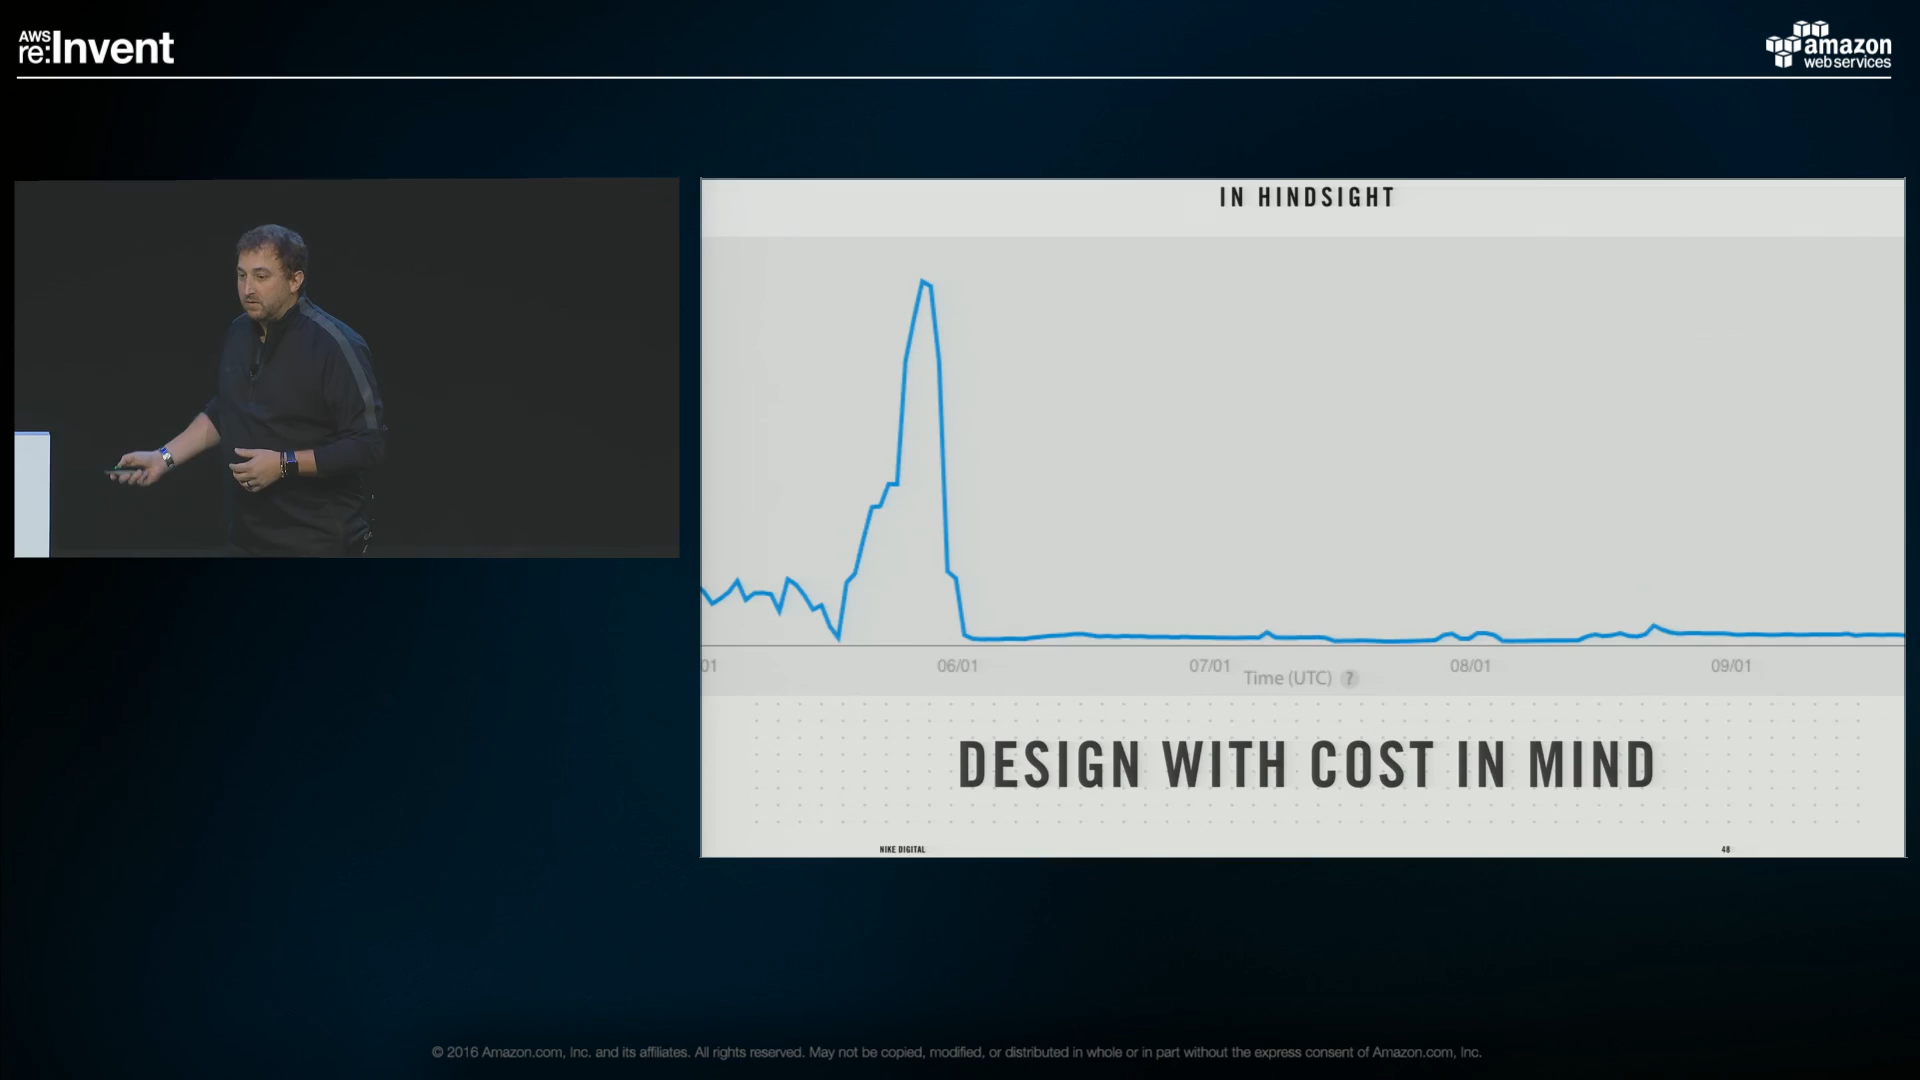 AWS
re:Invent
amazon
webservices
IN HINDSIGHT
01
06/01
07/01
08/01
09/01
Time (UTC) ?
DESIGN WITH COST IN MIND
NIKE DIGITAL
48
© 2016 Amazon.com, Inc. and its affiliates. All rights reserved. May not be copied, modified, or distributed in whole or in part without the express consent of Amazon.com, Inc.